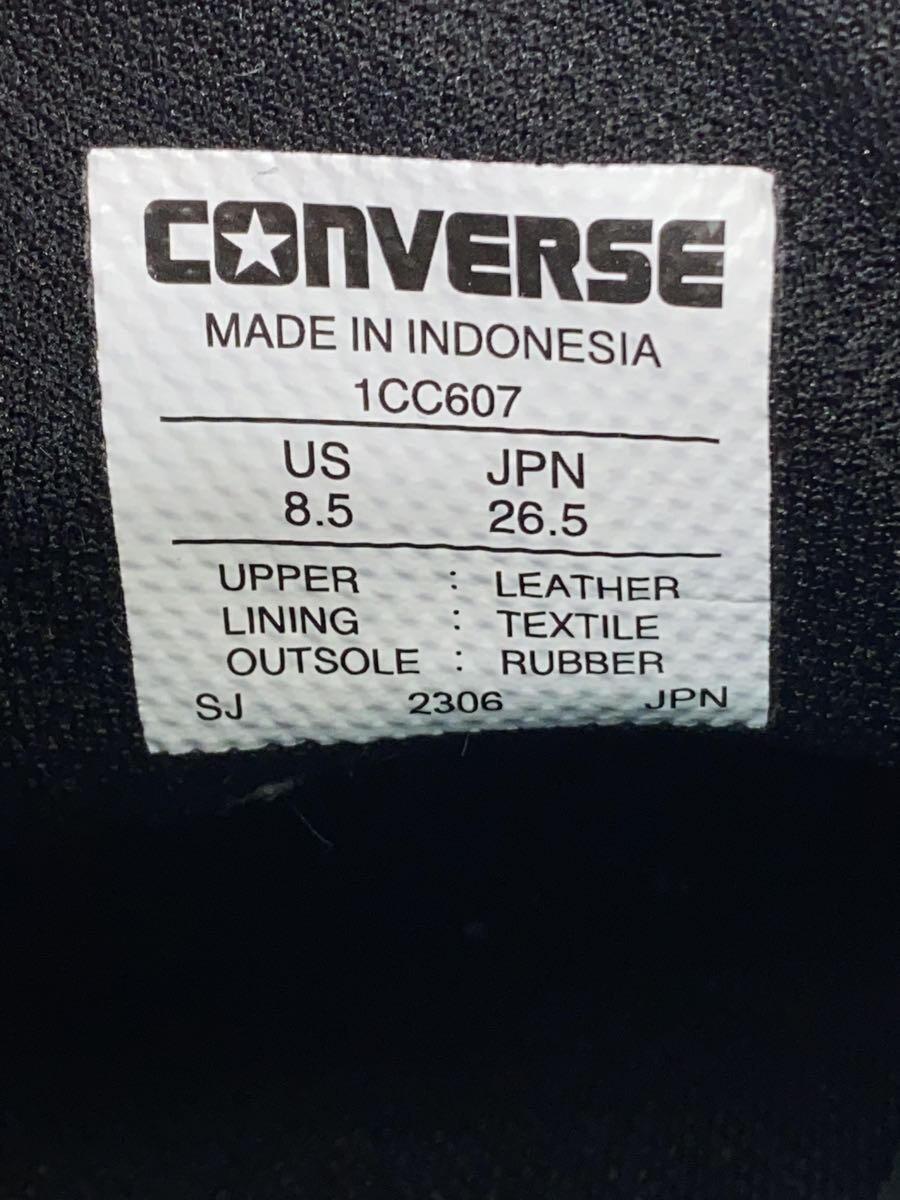 CONVERSE
MADE IN INDONESIA
1CC607
US JPN
8.5 26.5
UPPER : LEATHER
LINING : TEXTILE
OUTSOLE : RUBBER
SJ 2306 JPN